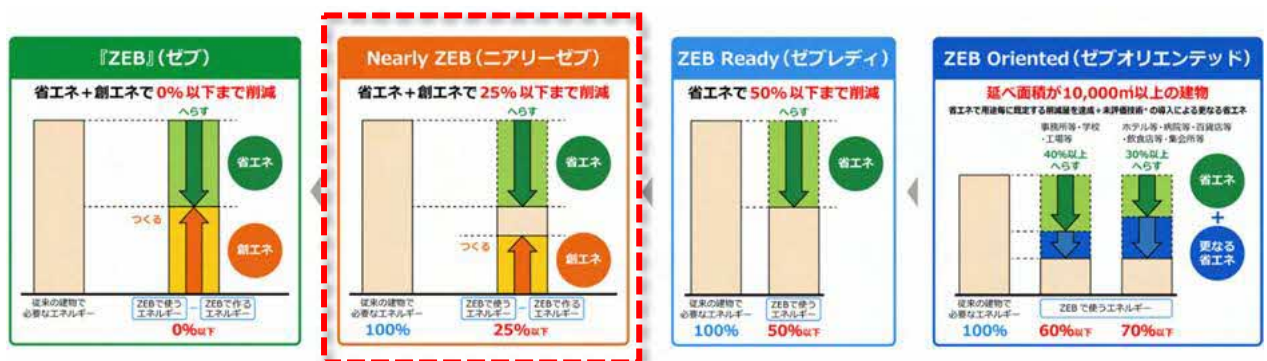 『ZEB』(ゼブ)
省エネ+創エネで 0%以下まで削減
へらす
省エネ
つくる
創エネ
従来の建物で
必要なエネルギー
ZEBで使う
エネルギー
−
ZEBで作る
エネルギー
0%以下
Nearly ZEB(ニアリーゼブ)
省エネ+創エネで 25%以下まで削減
へらす
省エネ
つくる
創エネ
従来の建物で
必要なエネルギー
100%
ZEBで使う
エネルギー
−
ZEBで作る
エネルギー
25%以下
ZEB Ready(ゼブレディ)
省エネで 50%以下まで削減
へらす
省エネ
従来の建物で
必要なエネルギー
100%
ZEBで使う
エネルギー
50%以下
ZEB Oriented(ゼブオリエンテッド)
延べ面積が10,000㎡以上の建物
省エネで用途毎に規定する削減量を達成+未評価技術*の導入による更なる省エネ
事務所等・学校
・工場等
40%以上
へらす
ホテル等・病院等・百貨店等
・飲食店等・集会所等
30%以上
へらす
省エネ
+
更なる
省エネ
従来の建物で
必要なエネルギー
100%
ZEBで使うエネルギー
60%以下
70%以下